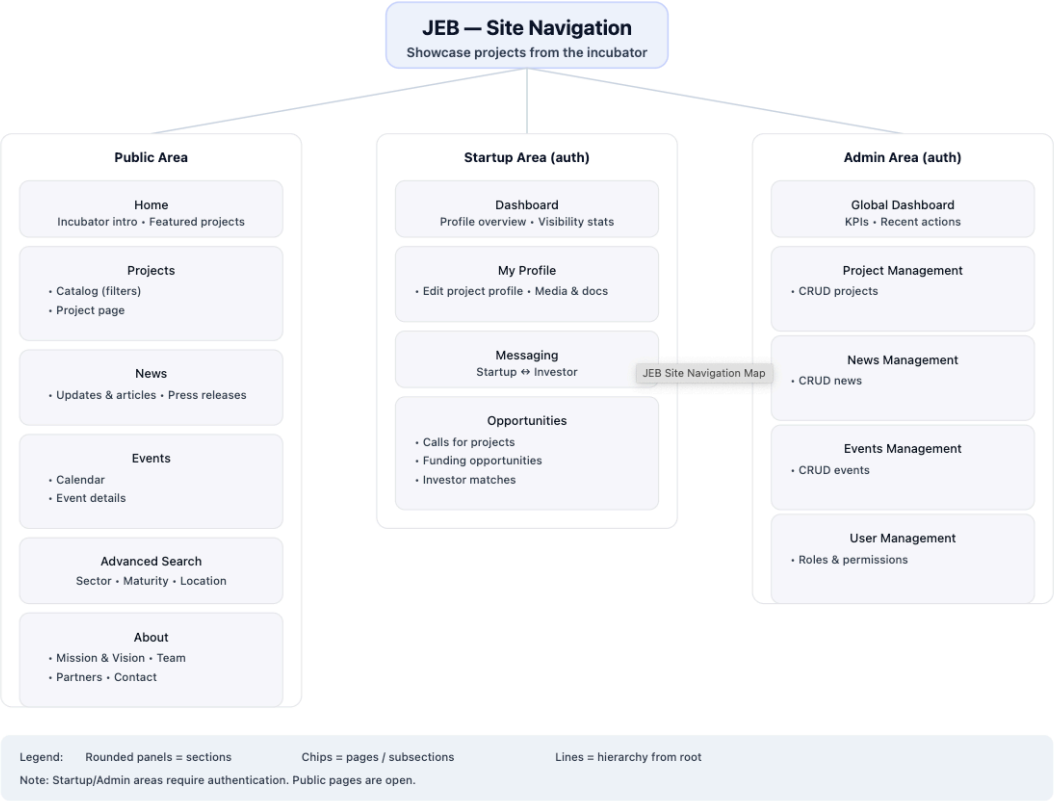 JEB — Site Navigation
Showcase projects from the incubator
Public Area
Home
Incubator intro • Featured projects
Projects
• Catalog (filters)
• Project page
News
• Updates & articles • Press releases
Events
• Calendar
• Event details
Advanced Search
Sector • Maturity • Location
About
• Mission & Vision • Team
• Partners • Contact
Startup Area (auth)
Dashboard
Profile overview • Visibility stats
My Profile
• Edit project profile • Media & docs
Messaging
Startup ↔ Investor
Opportunities
• Calls for projects
• Funding opportunities
• Investor matches
JEB Site Navigation Map
Admin Area (auth)
Global Dashboard
KPIs • Recent actions
Project Management
• CRUD projects
News Management
• CRUD news
Events Management
• CRUD events
User Management
• Roles & permissions
Legend: Rounded panels = sections Chips = pages / subsections Lines = hierarchy from root
Note: Startup/Admin areas require authentication. Public pages are open.